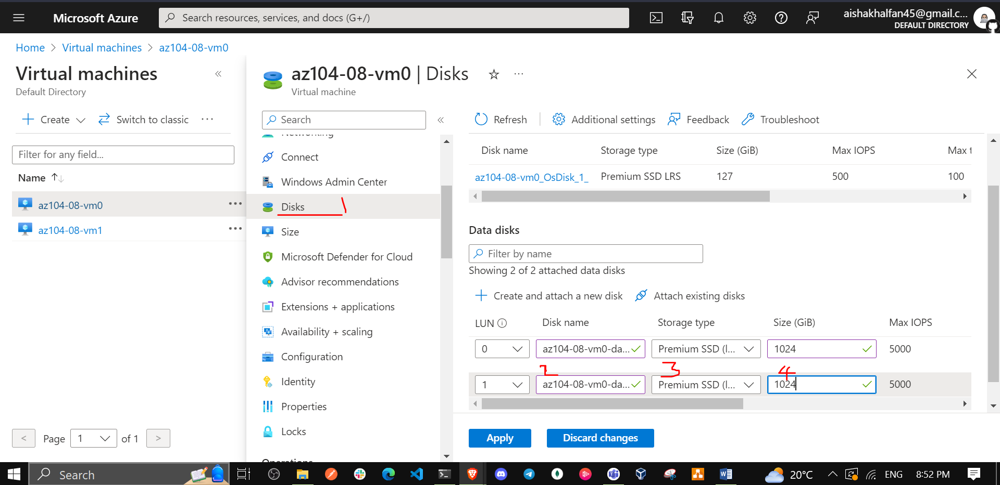 Microsoft Azure
Search resources, services, and docs (G+/)
aishakhalfan45@gmail.c...
DEFAULT DIRECTORY
Home > Virtual machines > az104-08-vm0
Virtual machines
Default Directory
Create
Switch to classic
Filter for any field...
Name
az104-08-vm0
az104-08-vm1
< Page 1 of 1 >
az104-08-vm0 | Disks
Virtual machine
Search
Networking
Connect
Windows Admin Center
Disks 1
Size
Microsoft Defender for Cloud
Advisor recommendations
Extensions + applications
Availability + scaling
Configuration
Identity
Properties
Locks
Operations
Refresh Additional settings Feedback Troubleshoot
Disk name Storage type Size (GiB) Max IOPS Max t
az104-08-vm0_OsDisk_1_ Premium SSD LRS 127 500 100
Data disks
Filter by name
Showing 2 of 2 attached data disks
Create and attach a new disk Attach existing disks
LUN Disk name Storage type Size (GiB) Max IOPS
0 az104-08-vm0-da... Premium SSD (l... 1024 5000
2 3 4
1 az104-08-vm0-da... Premium SSD (l... 1024 5000
Apply Discard changes
Search
20°C ENG 8:52 PM